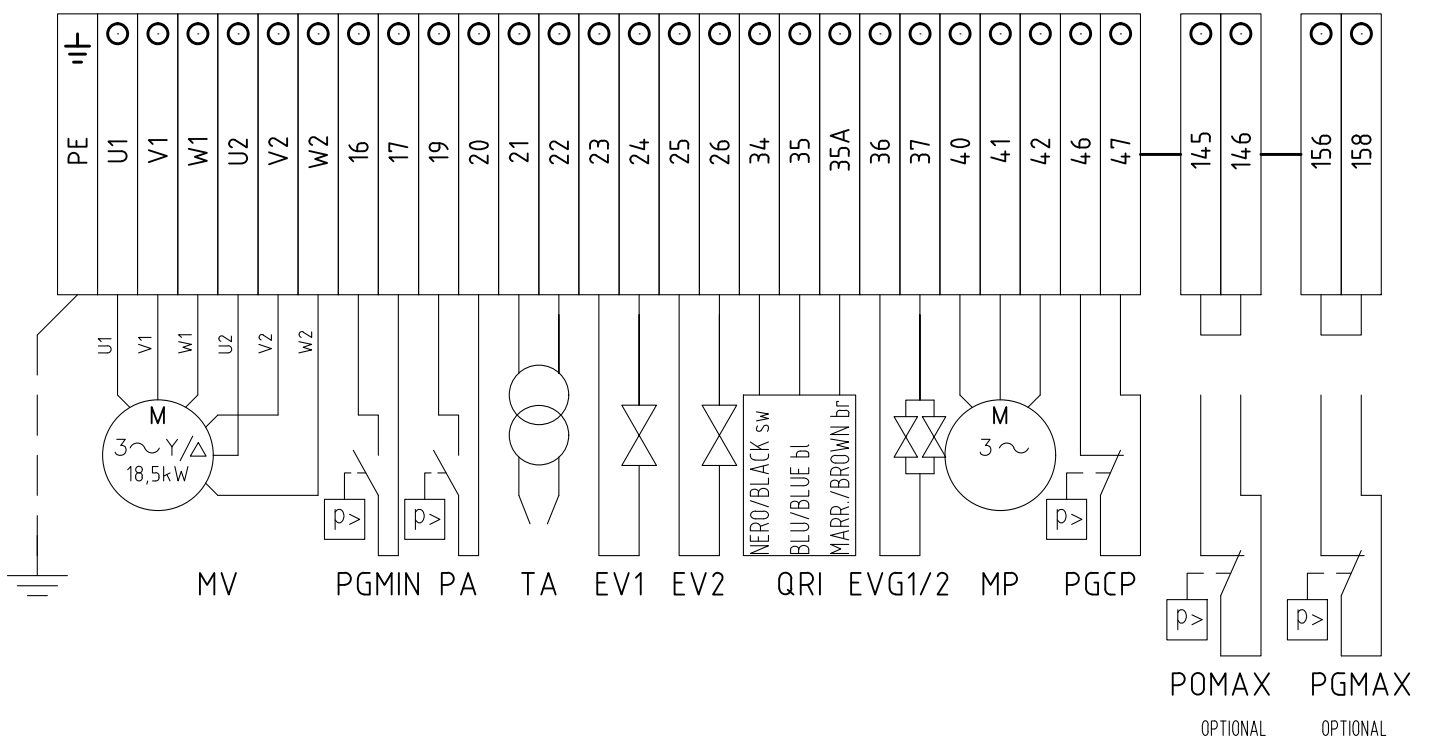 PE U1 V1 W1 U2 V2 W2 16 17 19 20 21 22 23 24 25 26 34 35 35A 36 37 40 41 42 46 47 145 146 156 158
U1 V1 W1 U2 V2 W2
M
3~ Y/△
18,5kW
p>
p>
NERO/BLACK sw
BLU/BLUE bl
MARR./BROWN br
M
3~
p>
MV PGMIN PA TA EV1 EV2 QRI EVG1/2 MP PGCP
p>
p>
POMAX PGMAX
OPTIONAL OPTIONAL